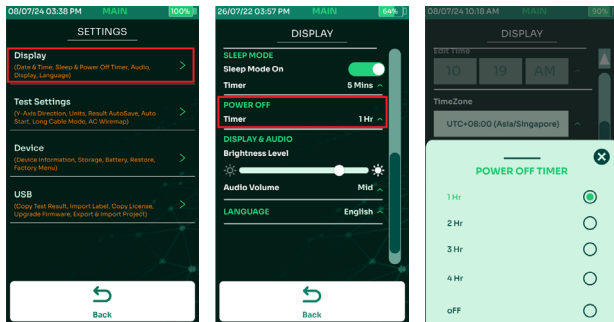 08/07/24 03:38 PM MAIN 100%
SETTINGS
Display
(Date & Time, Sleep & Power Off Timer, Audio,
Display, Language)
Test Settings
(Y-Axis Direction, Units, Result AutoSave, Auto
Start, Long Cable Mode, AC Wiremap)
Device
(Device Information, Storage, Battery, Restore,
Factory Menu)
USB
(Copy Test Result, Import Label, Copy License,
Upgrade Firmware, Export & Import Project)
Back
26/07/22 03:57 PM MAIN 64%
DISPLAY
SLEEP MODE
Sleep Mode On
Timer 5 Mins
POWER OFF
Timer 1 Hr
DISPLAY & AUDIO
Brightness Level
Audio Volume Mid
LANGUAGE English
Back
08/07/24 10:18 AM MAIN 90%
DISPLAY
Edit Time
10 19 AM
TimeZone
UTC+08:00 (Asia/Singapore)
POWER OFF TIMER
1 Hr
2 Hr
3 Hr
4 Hr
oFF